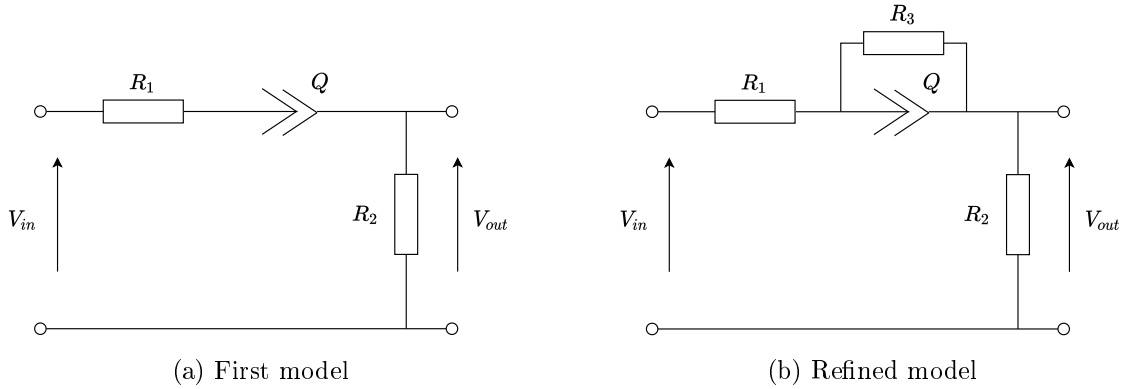 R1
Q
Vin
R2
Vout
(a) First model
R3
R1
Q
Vin
R2
Vout
(b) Refined model